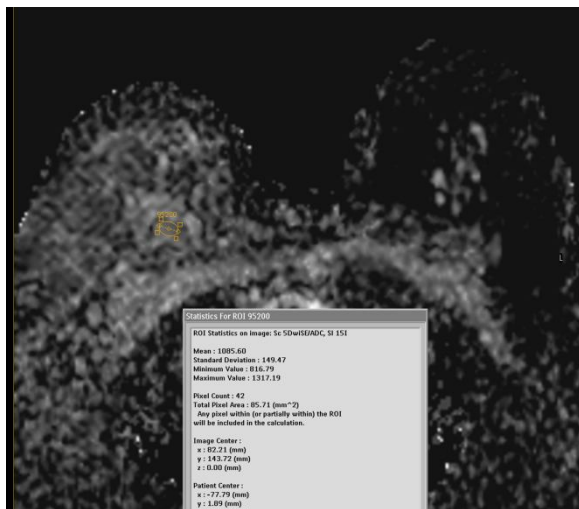 L
Statistics For ROI 95200
ROI Statistics on image: Sc 5DwISE/ADC, SI 15I
Mean : 1085.60
Standard Deviation : 149.47
Minimum Value : 816.79
Maximum Value : 1317.19
Pixel Count : 42
Total Pixel Area : 85.71 (mm^2)
Any pixel within (or partially within) the ROI
will be included in the calculation.
Image Center :
x : 82.21 (mm)
y : 143.72 (mm)
z : 0.00 (mm)
Patient Center :
x : -77.79 (mm)
y : 1.89 (mm)